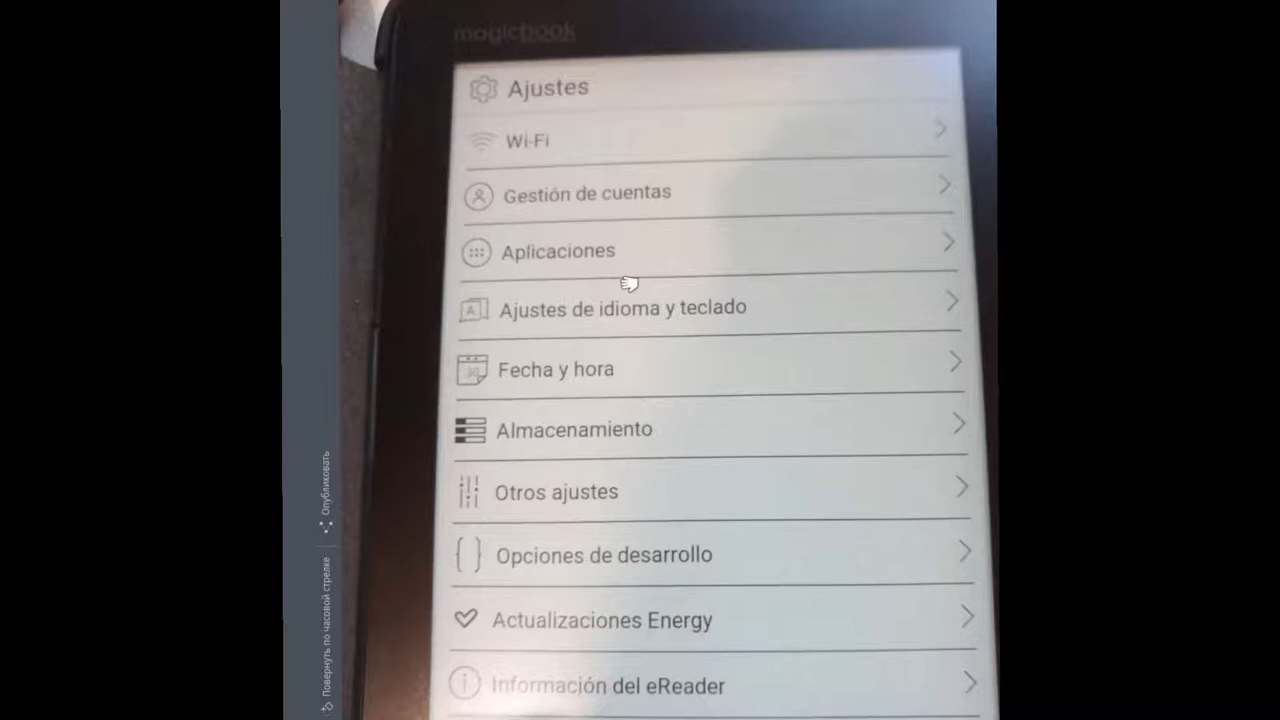 magicbook
Ajustes
Wi-Fi
Gestión de cuentas
Aplicaciones
Ajustes de idioma y teclado
30
Fecha y hora
Almacenamiento
Otros ajustes
Opciones de desarrollo
Actualizaciones Energy
Información del eReader
Повернуть по часовой стрелке
Опубликовать